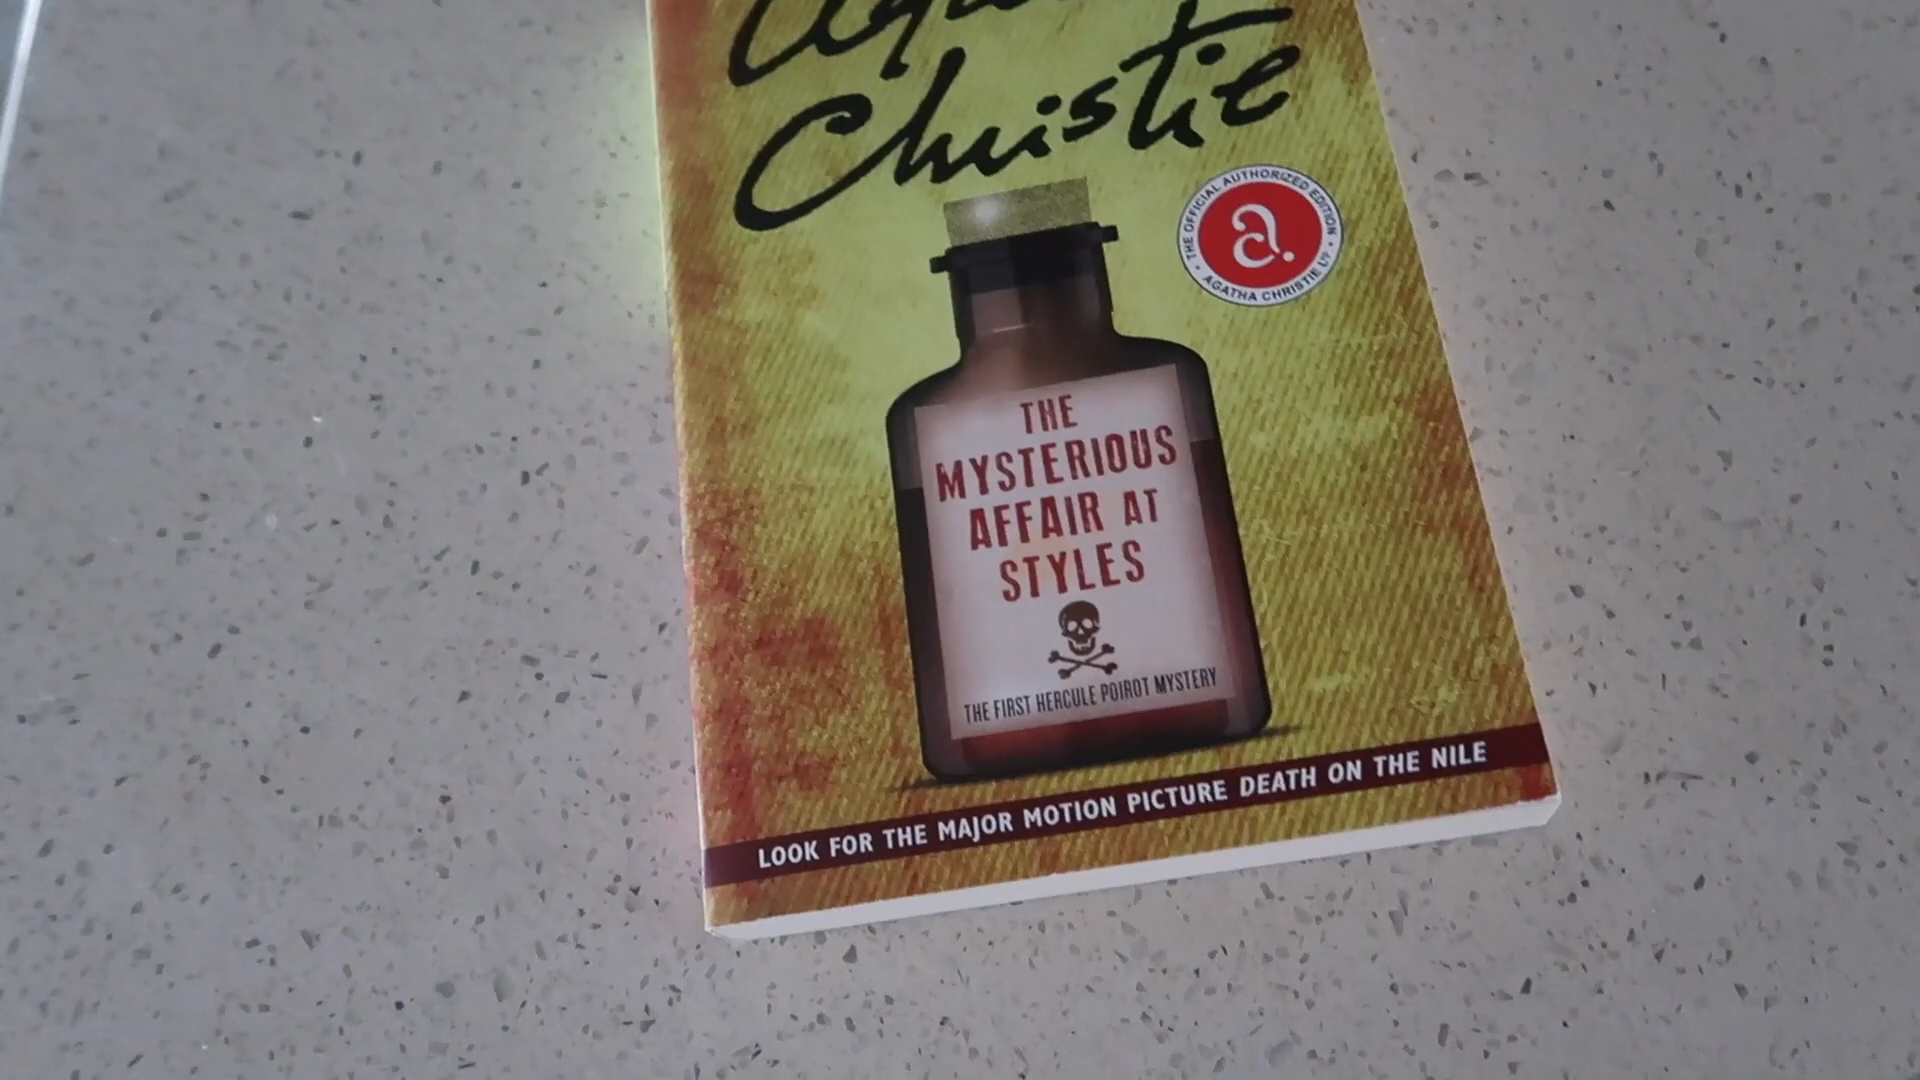 Christie
THE OFFICIAL AUTHORIZED EDITION
a.
AGATHA CHRISTIE LTD
THE
MYSTERIOUS
AFFAIR AT
STYLES
THE FIRST HERCULE POIROT MYSTERY
LOOK FOR THE MAJOR MOTION PICTURE DEATH ON THE NILE